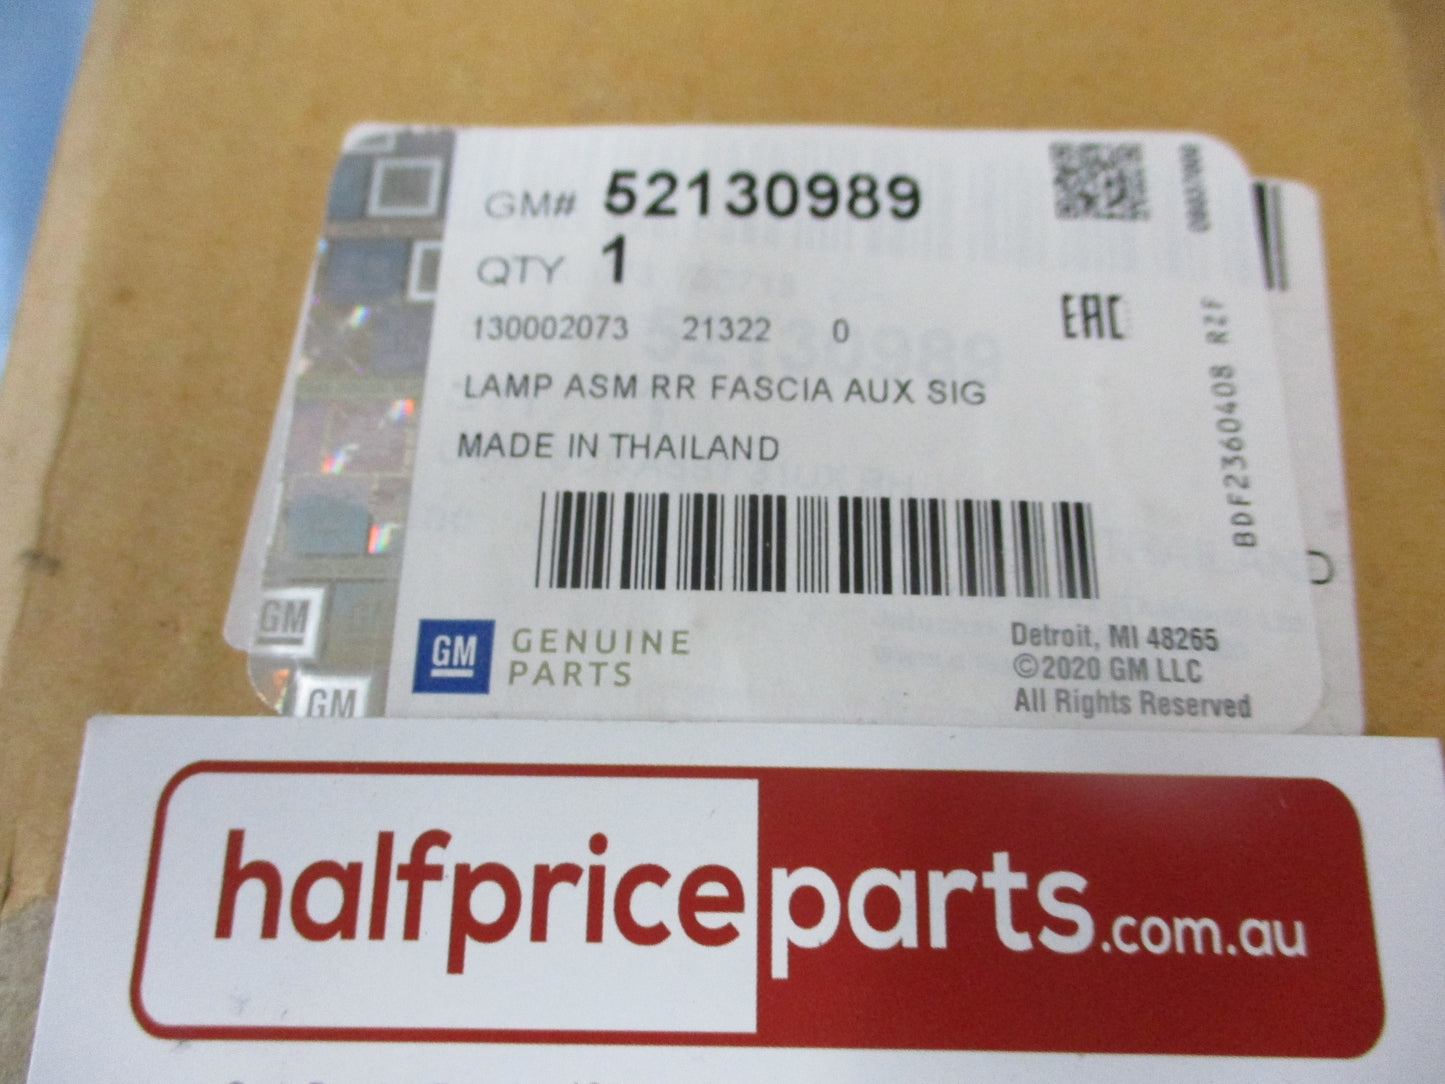 GM# 52130989
QTY 1
130002073 21322 0
LAMP ASM RR FASCIA AUX SIG
MADE IN THAILAND
EAC
BDF2360408 RZF
GM GENUINE
PARTS
Detroit, MI 48265
©2020 GM LLC
All Rights Reserved
GM
GM
D
halfpriceparts.com.au